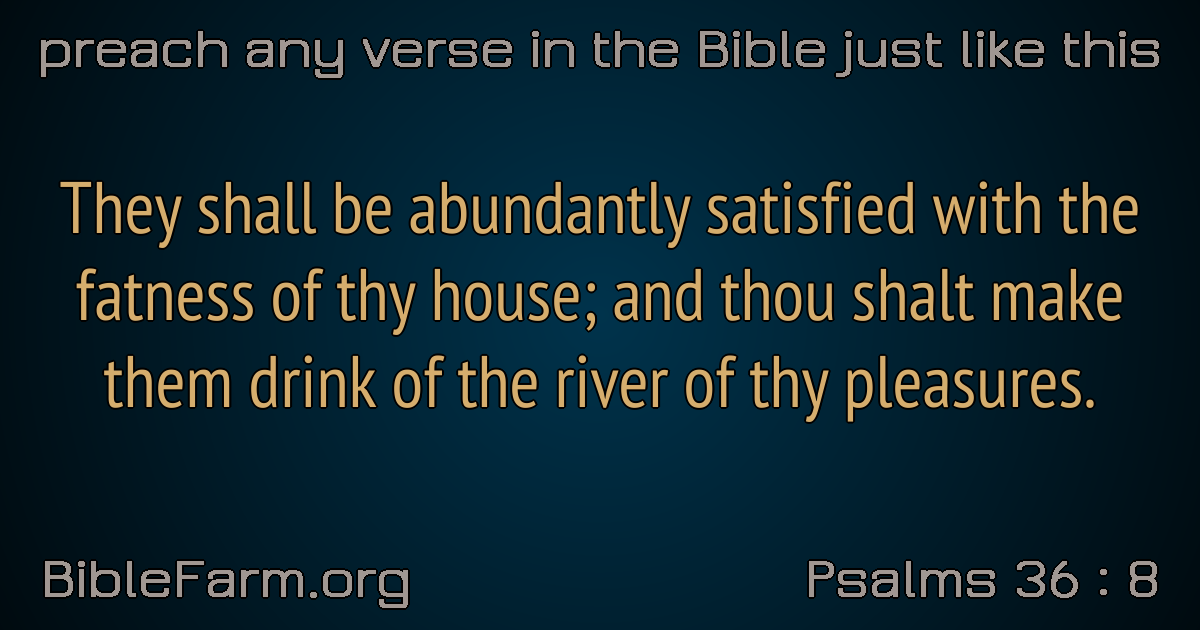 preach any verse in the Bible just like this
They shall be abundantly satisfied with the
fatness of thy house; and thou shalt make
them drink of the river of thy pleasures.
BibleFarm.org
Psalms 36 : 8